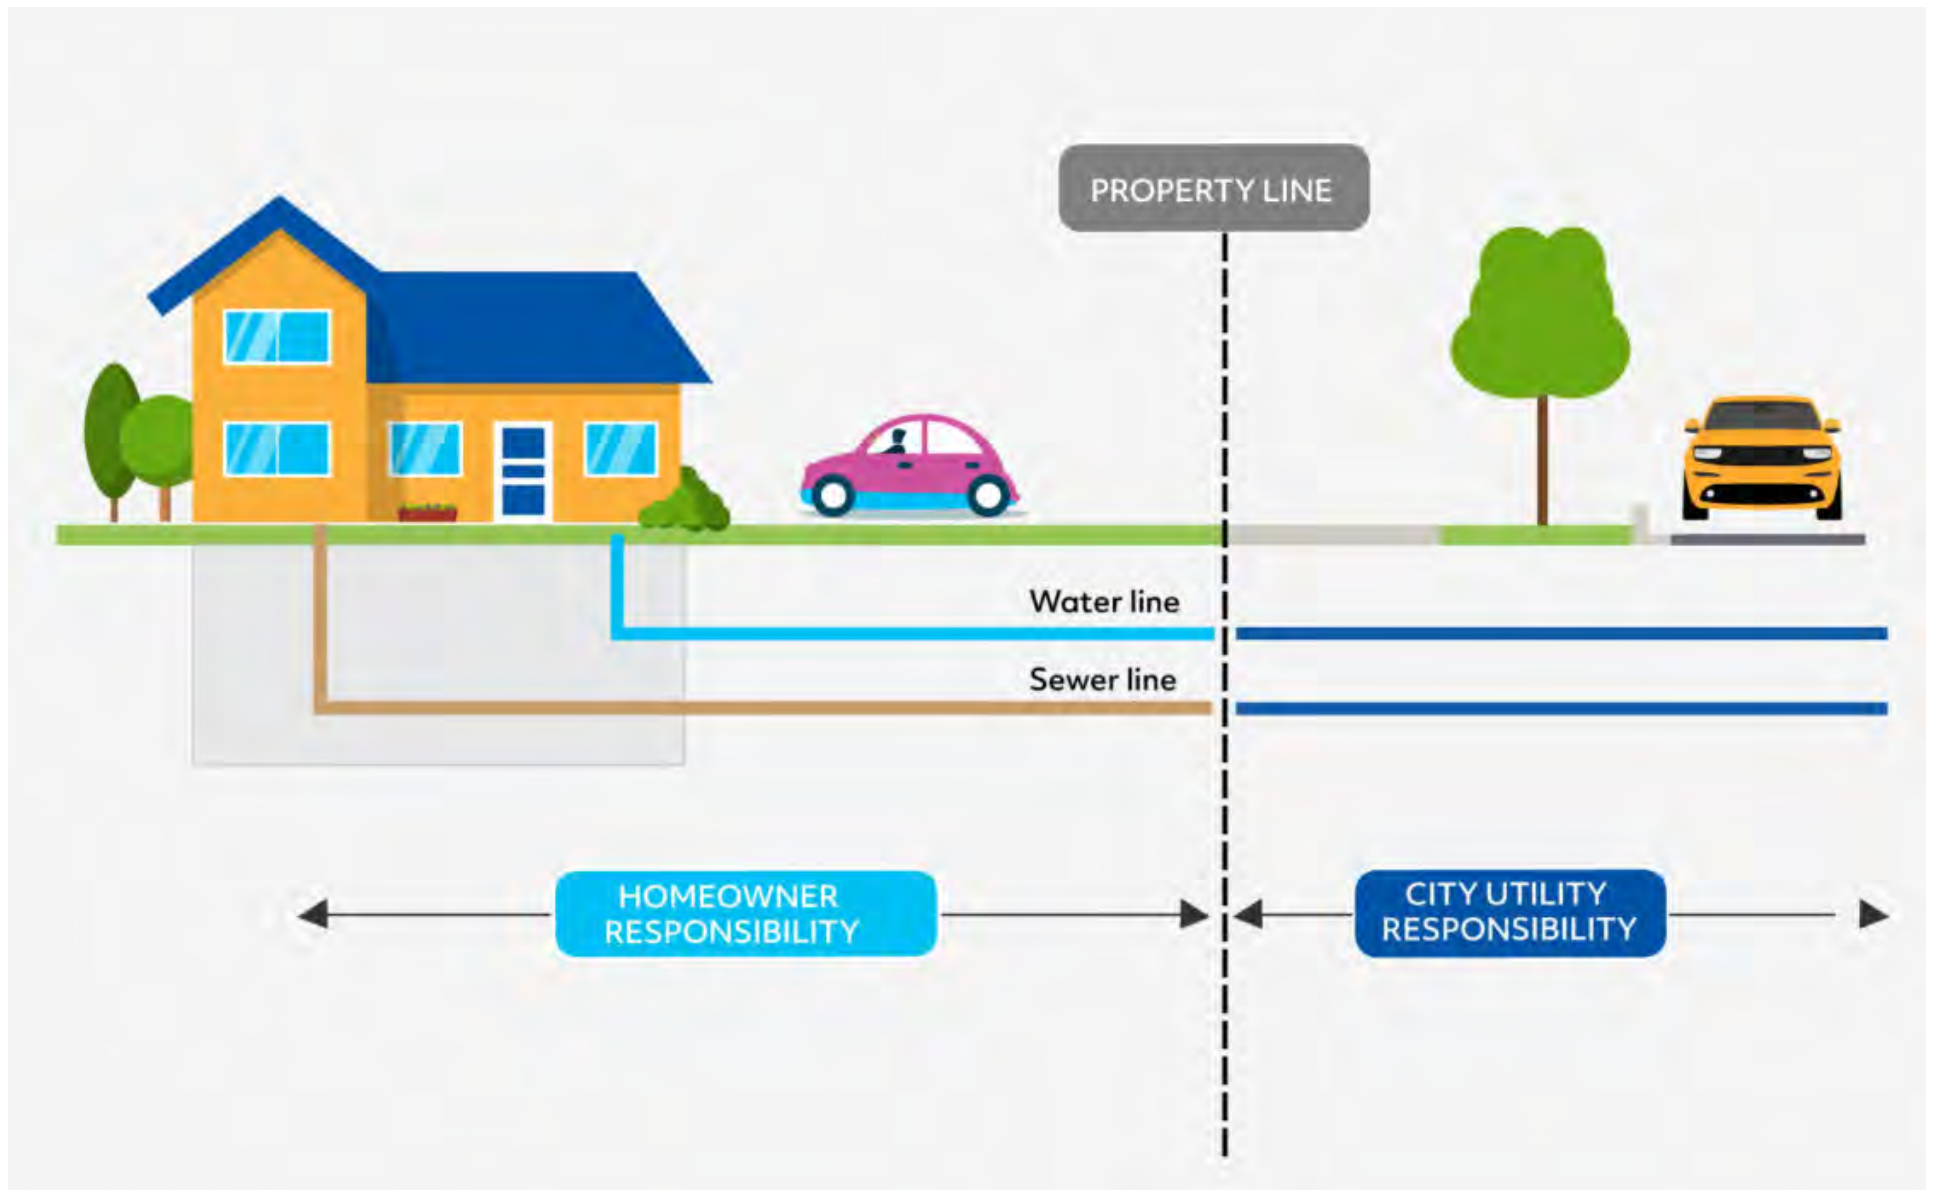 PROPERTY LINE
Water line
Sewer line
HOMEOWNER
RESPONSIBILITY
CITY UTILITY
RESPONSIBILITY